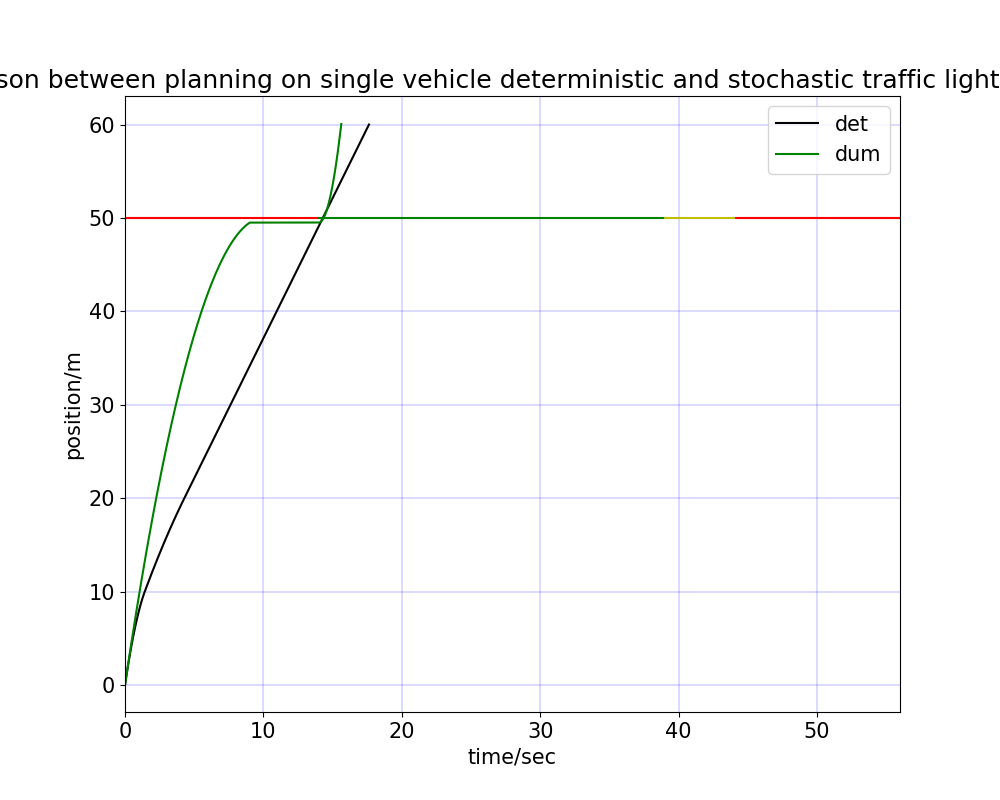 son between planning on single vehicle deterministic and stochastic traffic light
det
dum
60
50
40
30
20
10
0
position/m
0 10 20 30 40 50
time/sec